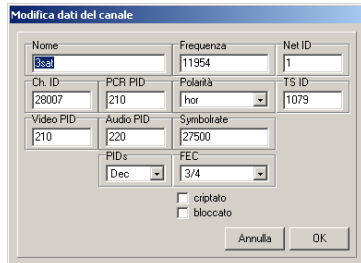 Modifica dati del canale
Nome Frequenza Net ID
3sat 11954 1
Ch. ID PCR PID Polarità TS ID
28007 210 hor 1079
Video PID Audio PID Symbolrate
210 220 27500
PIDs FEC
Dec 3/4
criptato
bloccato
Annulla OK